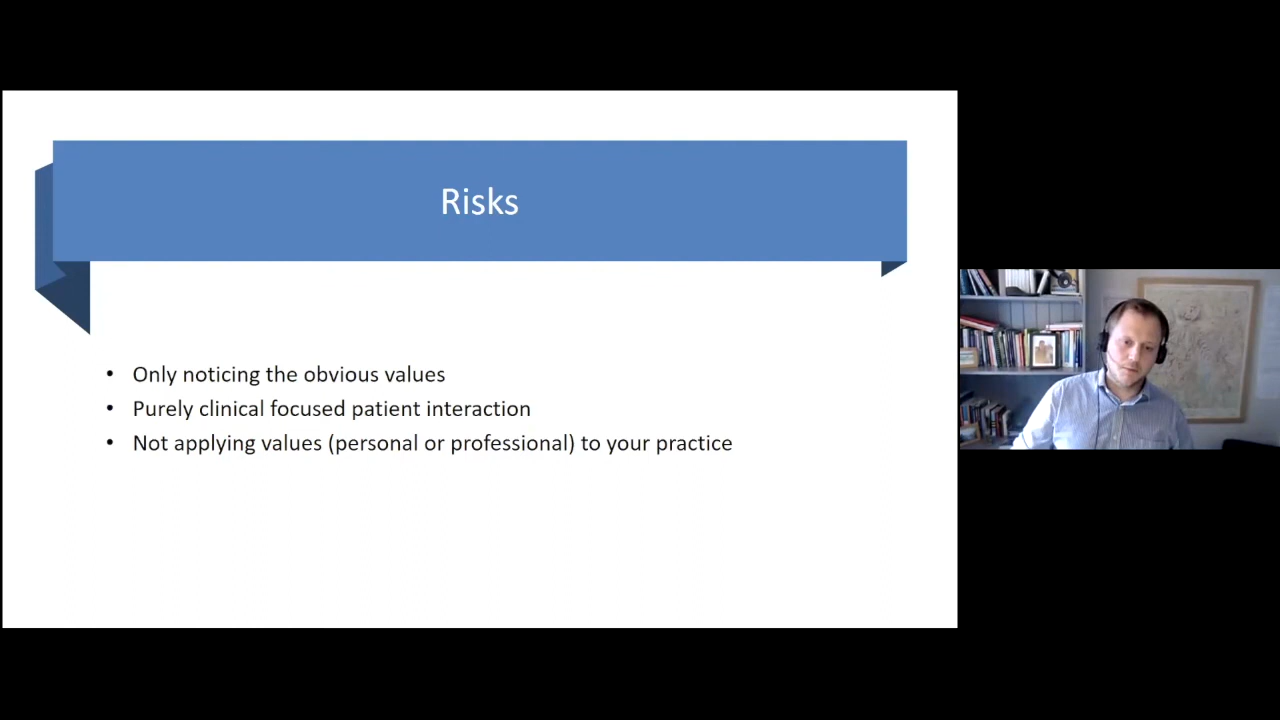 Risks
• Only noticing the obvious values
• Purely clinical focused patient interaction
• Not applying values (personal or professional) to your practice